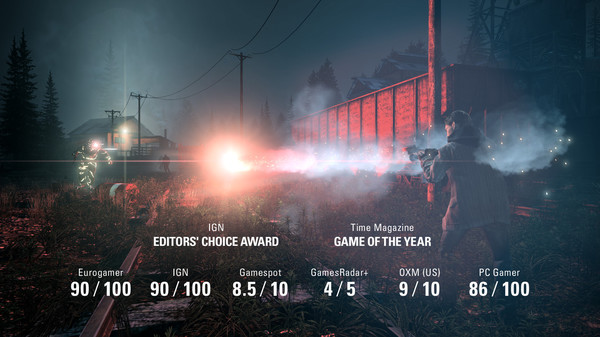 IGN
EDITORS' CHOICE AWARD
Time Magazine
GAME OF THE YEAR
Eurogamer
90 / 100
IGN
90 / 100
Gamespot
8.5 / 10
GamesRadar+
4 / 5
OXM (US)
9 / 10
PC Gamer
86 / 100